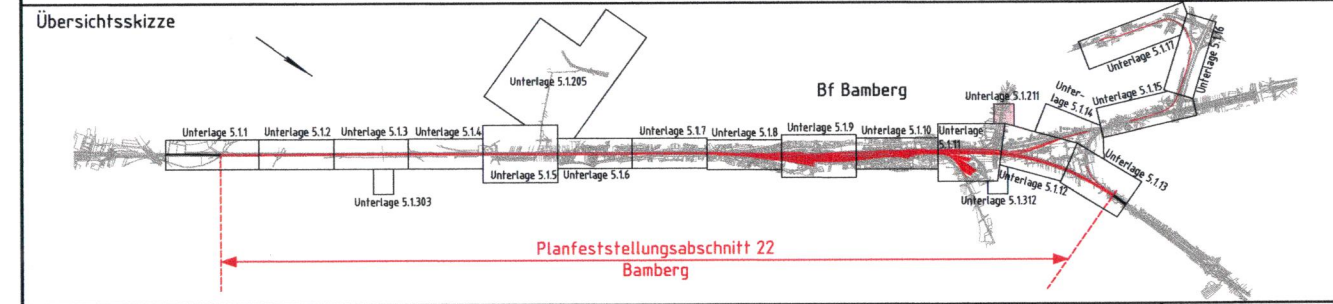 Übersichtsskizze
Unterlage 5.1.205
Bf Bamberg
Unterlage 5.1.211
Unterlage 5.1.17
Unterlage 5.1.16
Unter-
lage 5.1.14
Unterlage 5.1.15
Unterlage 5.1.1
Unterlage 5.1.2
Unterlage 5.1.3
Unterlage 5.1.4
Unterlage 5.1.5
Unterlage 5.1.6
Unterlage 5.1.7
Unterlage 5.1.8
Unterlage 5.1.9
Unterlage 5.1.10
Unterlage
5.1.11
Unterlage 5.1.12
Unterlage 5.1.13
Unterlage 5.1.303
Unterlage 5.1.312
Planfeststellungsabschnitt 22
Bamberg